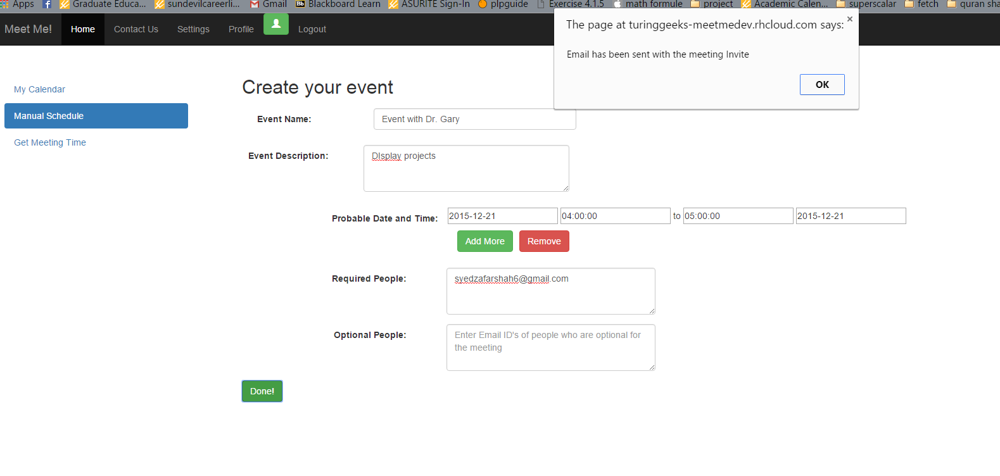 Apps Graduate Educa... sundevilcareerli... Gmail Blackboard Learn ASURITE Sign-In plpguide Exercise 4.1.5 math formule project Academic Calen... superscalar fetch quran sha
Meet Me! Home Contact Us Settings Profile Logout
The page at turinggeeks-meetmedev.rhcloud.com says:
Email has been sent with the meeting Invite
OK
My Calendar
Manual Schedule
Get Meeting Time
Create your event
Event Name: Event with Dr. Gary
Event Description: DIsplay projects
Probable Date and Time: 2015-12-21 04:00:00 to 05:00:00 2015-12-21
Add More Remove
Required People: syedzafarshah6@gmail.com
Optional People: Enter Email ID's of people who are optional for
the meeting
Done!